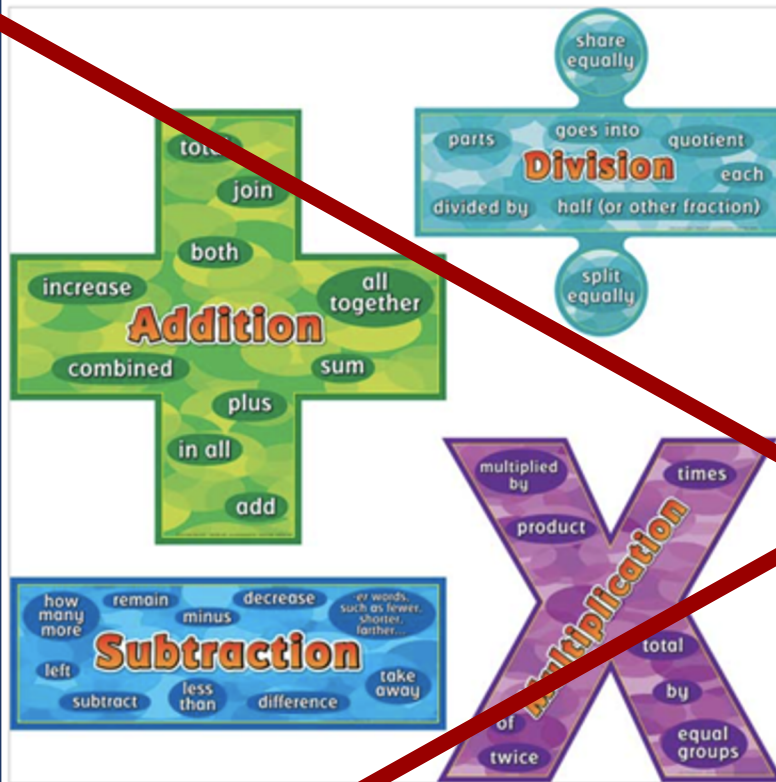 total
join
both
increase
all
together
Addition
combined
sum
plus
in all
add
share
equally
parts
goes into
quotient
Division
each
divided by
half (or other fraction)
split
equally
how
many
more
remain
minus
decrease
-er words,
such as fewer,
shorter,
farther...
Subtraction
left
subtract
less
than
difference
take
away
multiplied
by
times
product
Multiplication
total
of
by
twice
equal
groups